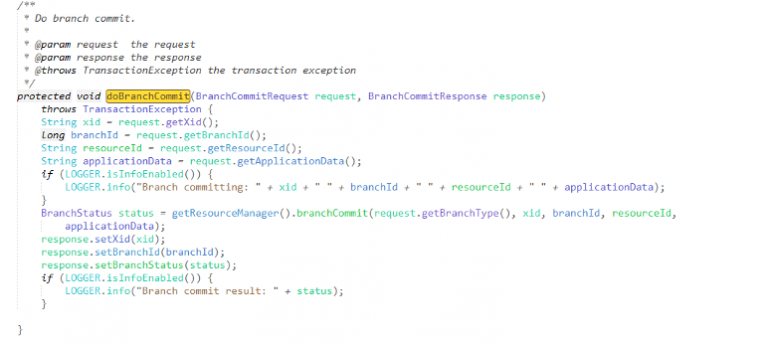 /**
* Do branch commit.
*
* @param request  the request
* @param response the response
* @throws TransactionException the transaction exception
*/
protected void doBranchCommit(BranchCommitRequest request, BranchCommitResponse response)
throws TransactionException {
String xid = request.getXid();
Long branchId = request.getBranchId();
String resourceId = request.getResourceId();
String applicationData = request.getApplicationData();
if (LOGGER.isInfoEnabled()) {
LOGGER.info("Branch committing: " + xid + " " + branchId + " " + resourceId + " " + applicationData);
}
BranchStatus status = getResourceManager().branchCommit(request.getBranchType(), xid, branchId, resourceId,
applicationData);
response.setXid(xid);
response.setBranchId(branchId);
response.setBranchStatus(status);
if (LOGGER.isInfoEnabled()) {
LOGGER.info("Branch commit result: " + status);
}
}